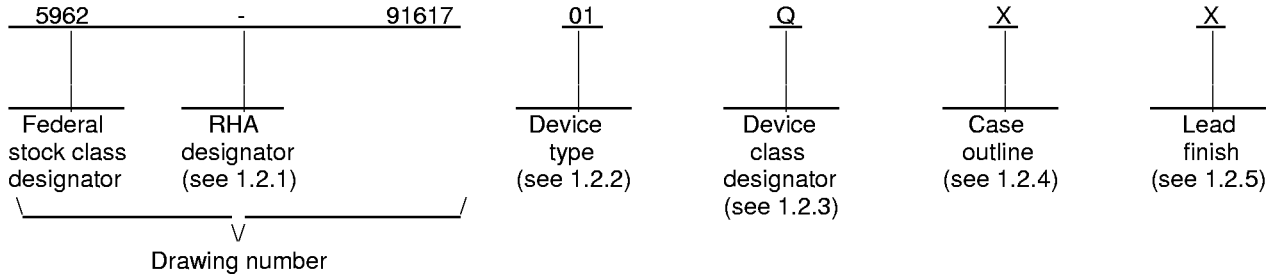 5962 - 91617 01 Q X X
Federal RHA Device Device Case Lead
stock class designator type class outline finish
designator (see 1.2.1) (see 1.2.2) designator (see 1.2.4) (see 1.2.5)
(see 1.2.3)
Drawing number